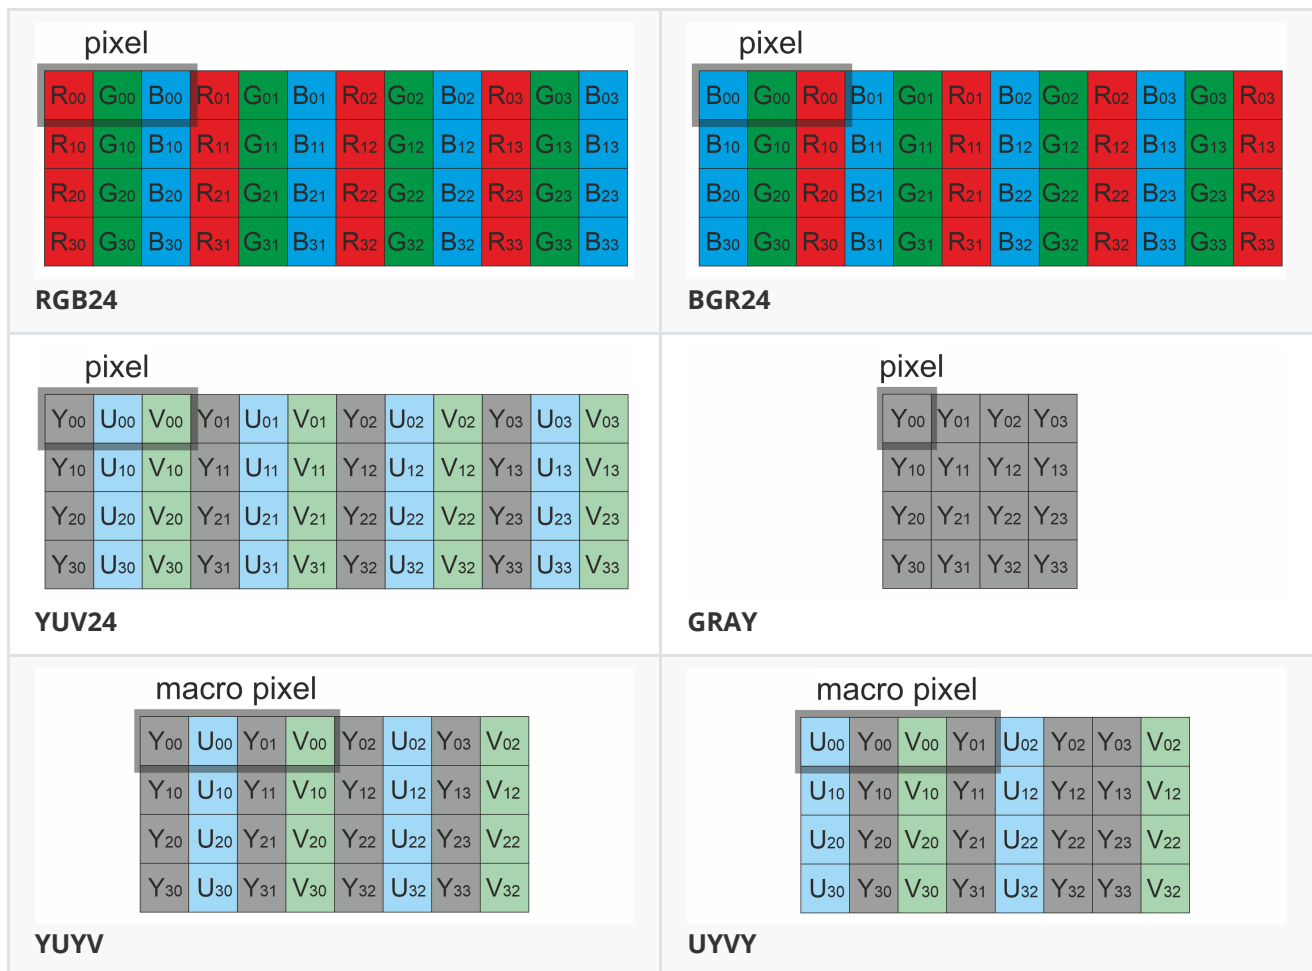 pixel
R00 G00 B00 R01 G01 B01 R02 G02 B02 R03 G03 B03
R10 G10 B10 R11 G11 B11 R12 G12 B12 R13 G13 B13
R20 G20 B20 R21 G21 B21 R22 G22 B22 R23 G23 B23
R30 G30 B30 R31 G31 B31 R32 G32 B32 R33 G33 B33
RGB24
pixel
B00 G00 R00 B01 G01 R01 B02 G02 R02 B03 G03 R03
B10 G10 R10 B11 G11 R11 B12 G12 R12 B13 G13 R13
B20 G20 R20 B21 G21 R21 B22 G22 R22 B23 G23 R23
B30 G30 R30 B31 G31 R31 B32 G32 R32 B33 G33 R33
BGR24
pixel
Y00 U00 V00 Y01 U01 V01 Y02 U02 V02 Y03 U03 V03
Y10 U10 V10 Y11 U11 V11 Y12 U12 V12 Y13 U13 V13
Y20 U20 V20 Y21 U21 V21 Y22 U22 V22 Y23 U23 V23
Y30 U30 V30 Y31 U31 V31 Y32 U32 V32 Y33 U33 V33
YUV24
pixel
Y00 Y01 Y02 Y03
Y10 Y11 Y12 Y13
Y20 Y21 Y22 Y23
Y30 Y31 Y32 Y33
GRAY
macro pixel
Y00 U00 Y01 V00 Y02 U02 Y03 V02
Y10 U10 Y11 V10 Y12 U12 Y13 V12
Y20 U20 Y21 V20 Y22 U22 Y23 V22
Y30 U30 Y31 V30 Y32 U32 Y33 V32
YUYV
macro pixel
U00 Y00 V00 Y01 U02 Y02 Y03 V02
U10 Y10 V10 Y11 U12 Y12 Y13 V12
U20 Y20 V20 Y21 U22 Y22 Y23 V22
U30 Y30 V30 Y31 U32 Y32 Y33 V32
UYVY